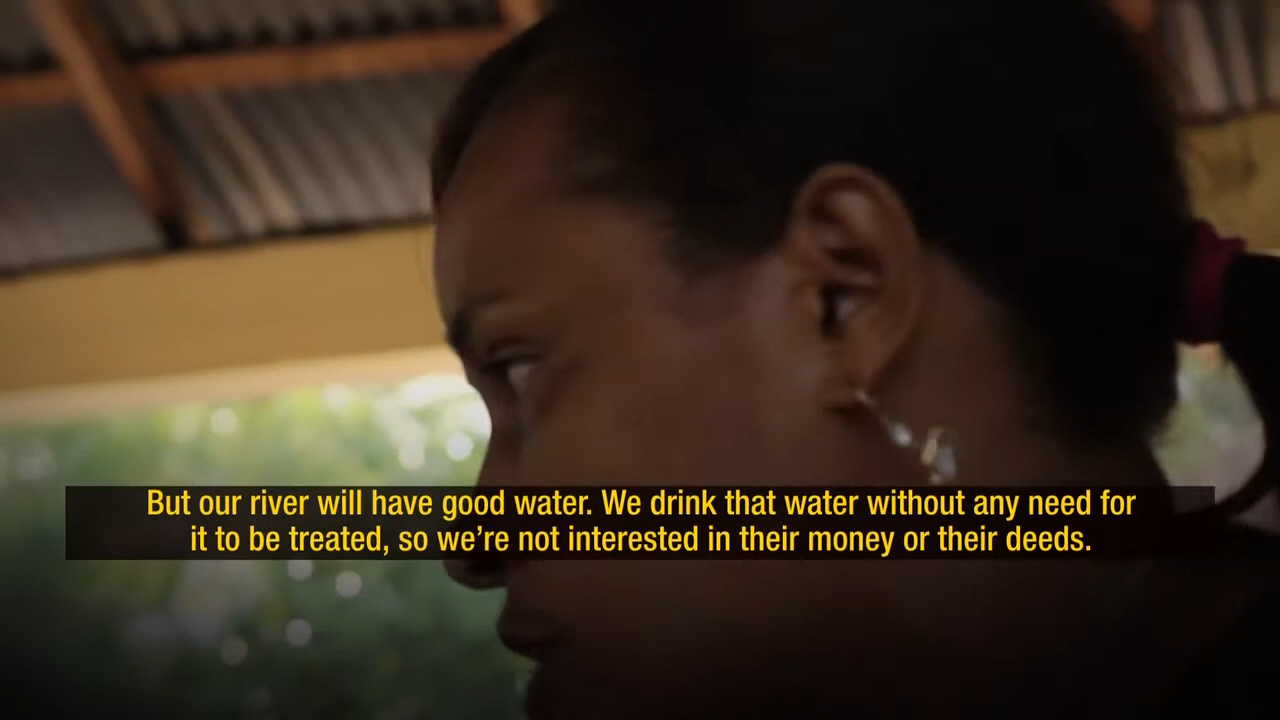 But our river will have good water. We drink that water without any need for
it to be treated, so we're not interested in their money or their deeds.